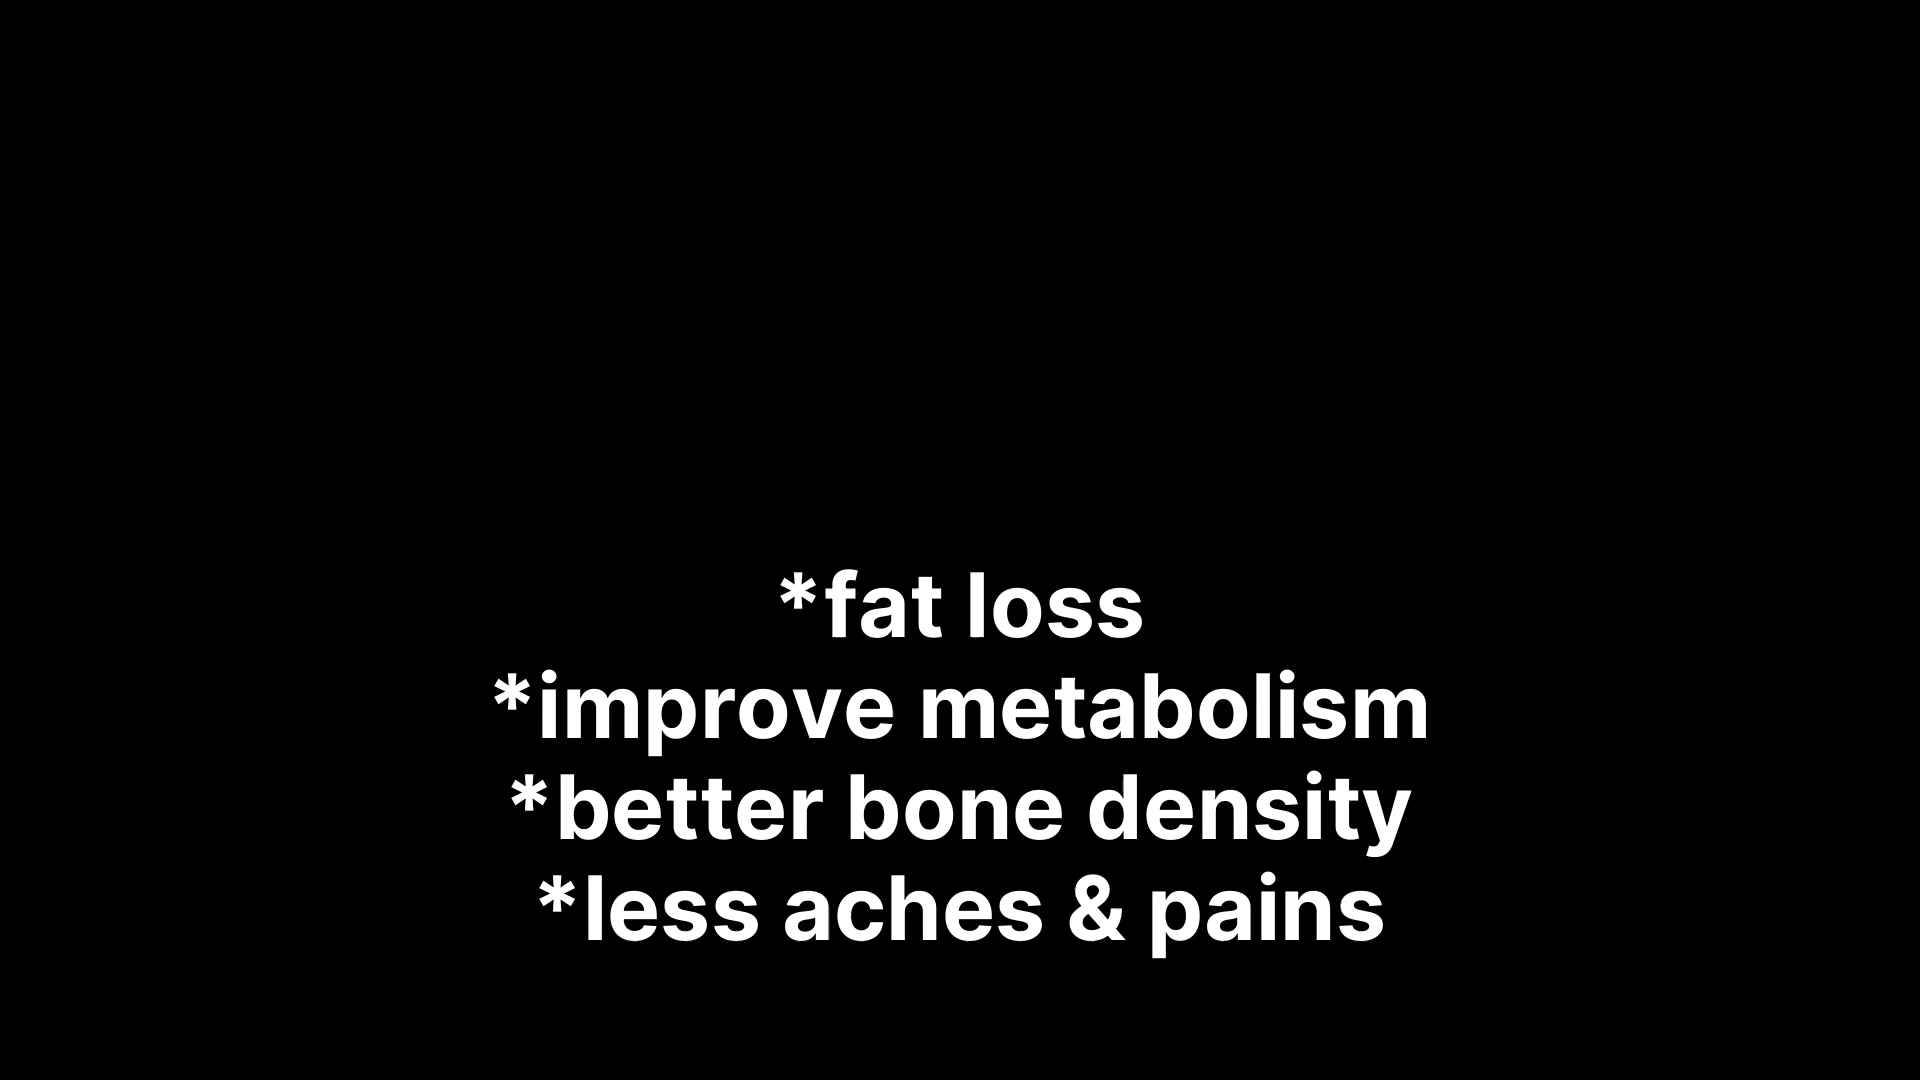 *fat loss
*improve metabolism
*better bone density
*less aches & pains